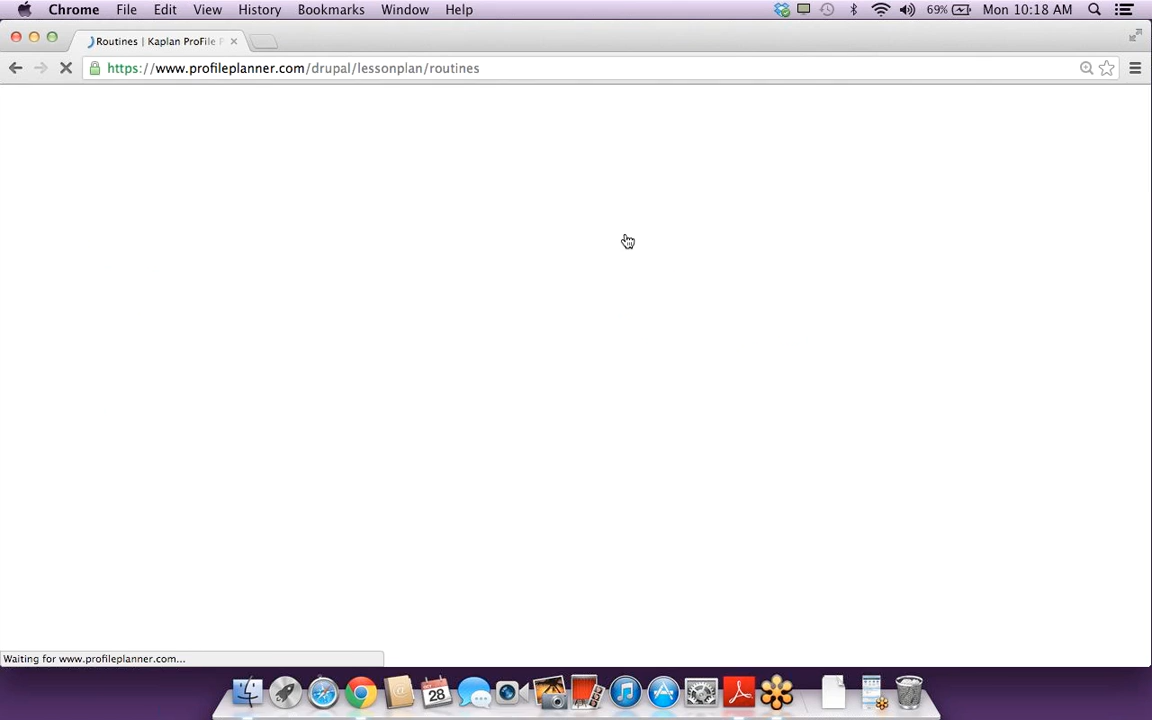 Chrome File Edit View History Bookmarks Window Help 69% Mon 10:18 AM
Routines | Kaplan ProFile P
https://www.profileplanner.com/drupal/lessonplan/routines
Waiting for www.profileplanner.com...
28